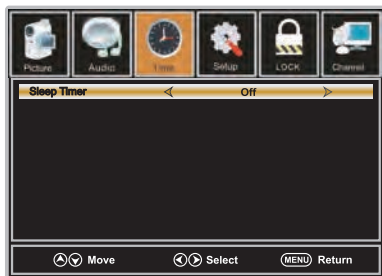 Picture Audio Time Setup LOCK Channel
Sleep Timer Off
Move Select MENU Return